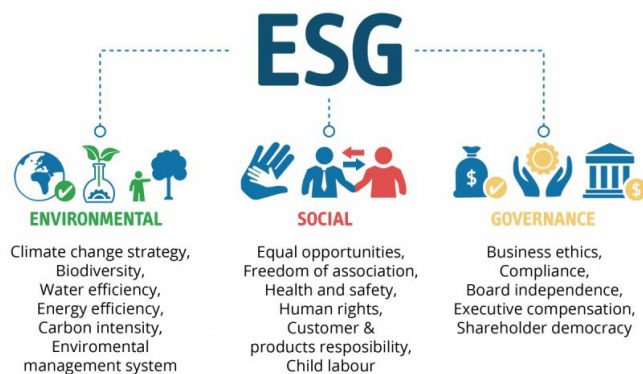 ESG
ENVIRONMENTAL
Climate change strategy,
Biodiversity,
Water efficiency,
Energy efficiency,
Carbon intensity,
Enviromental
management system
SOCIAL
Equal opportunities,
Freedom of association,
Health and safety,
Human rights,
Customer &
products resposibility,
Child labour
$
$
GOVERNANCE
Business ethics,
Compliance,
Board independence,
Executive compensation,
Shareholder democracy